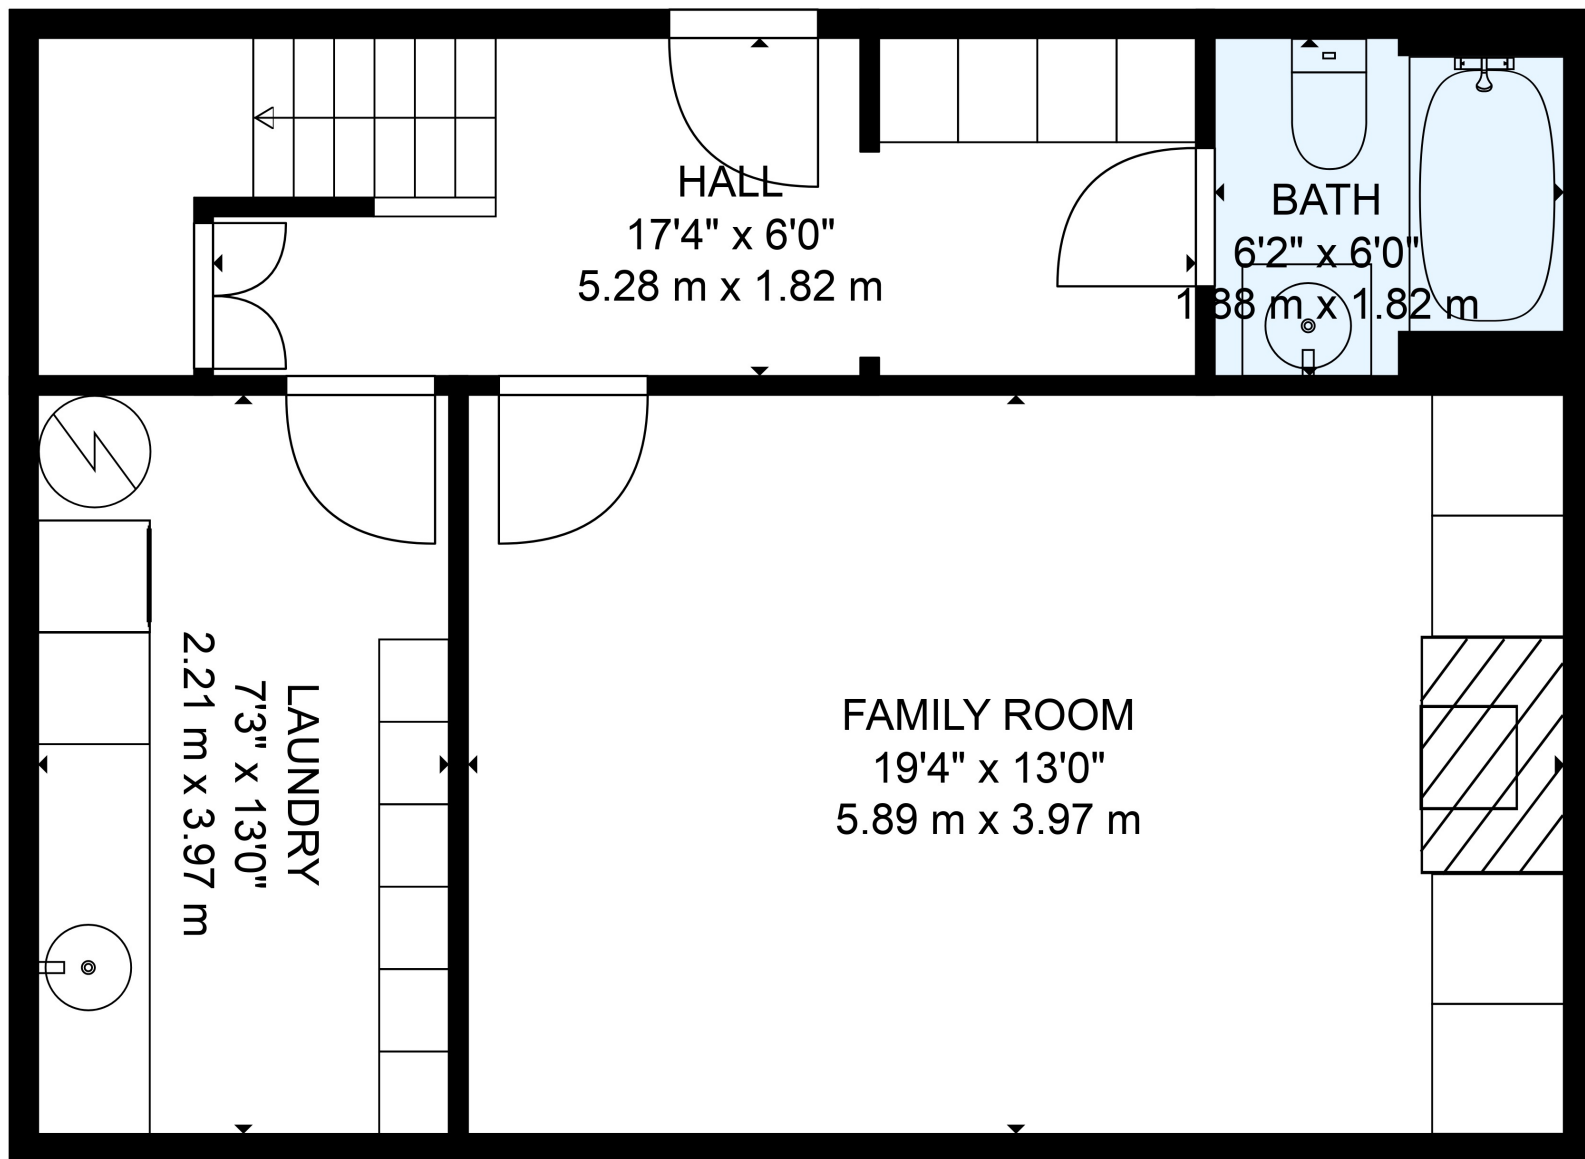 HALL
17'4" x 6'0"
5.28 m x 1.82 m
BATH
6'2" x 6'0"
1.88 m x 1.82 m
LAUNDRY
7'3" x 13'0"
2.21 m x 3.97 m
FAMILY ROOM
19'4" x 13'0"
5.89 m x 3.97 m